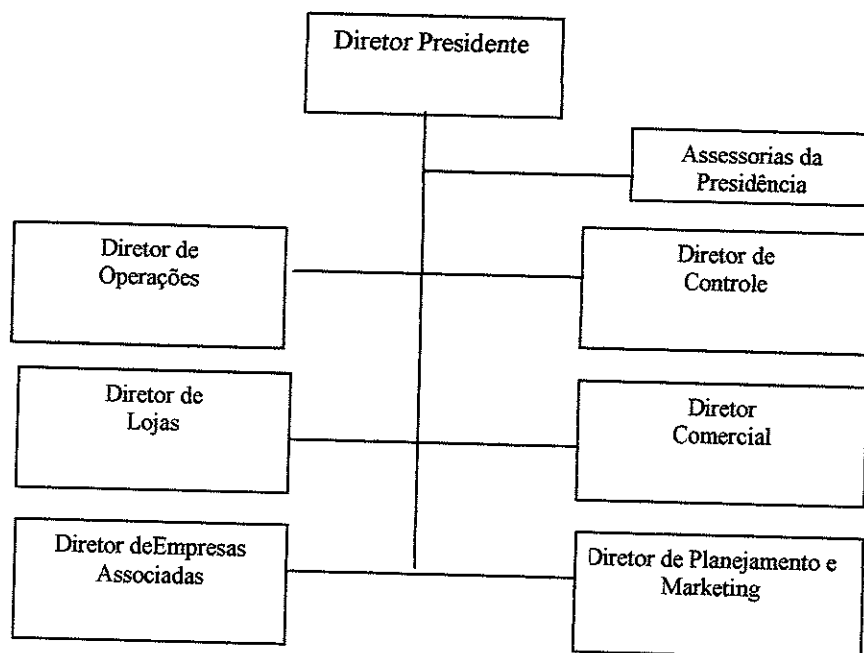 Diretor Presidente
Assessorias da
Presidência
Diretor de
Operações
Diretor de
Controle
Diretor de
Lojas
Diretor
Comercial
Diretor deEmpresas
Associadas
Diretor de Planejamento e
Marketing